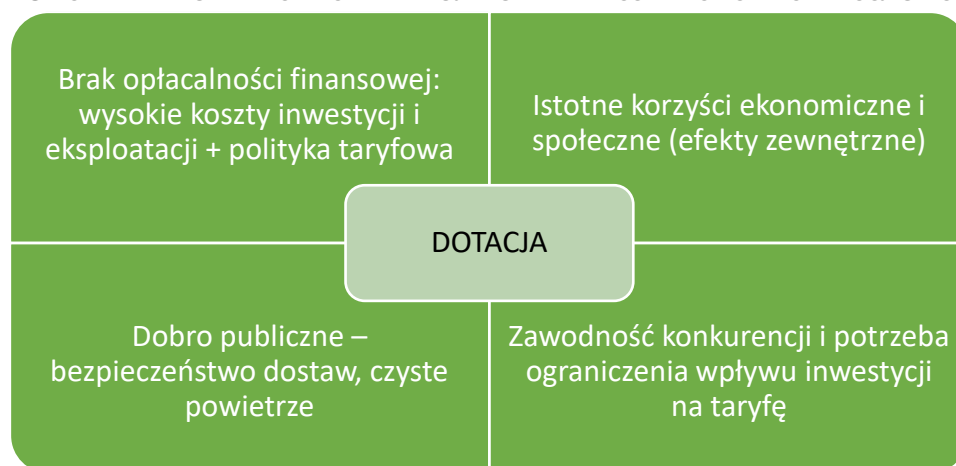 Brak opłacalności finansowej:
wysokie koszty inwestycji i
eksploatacji + polityka taryfowa
Istotne korzyści ekonomiczne i
społeczne (efekty zewnętrzne)
DOTACJA
Dobro publiczne –
bezpieczeństwo dostaw, czyste
powietrze
Zawodność konkurencji i potrzeba
ograniczenia wpływu inwestycji
na taryfę